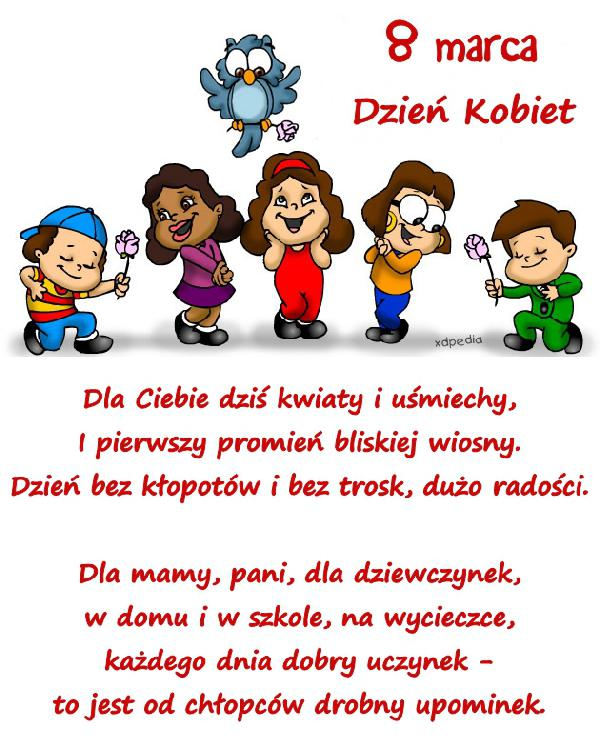 8 marca
Dzień Kobiet
xdpedia
Dla Ciebie dziś kwiaty i uśmiechy,
I pierwszy promień bliskiej wiosny.
Dzień bez kłopotów i bez trosk, dużo radości.
Dla mamy, pani, dla dziewczynek,
w domu i w szkole, na wycieczce,
każdego dnia dobry uczynek -
to jest od chłopców drobny upominek.